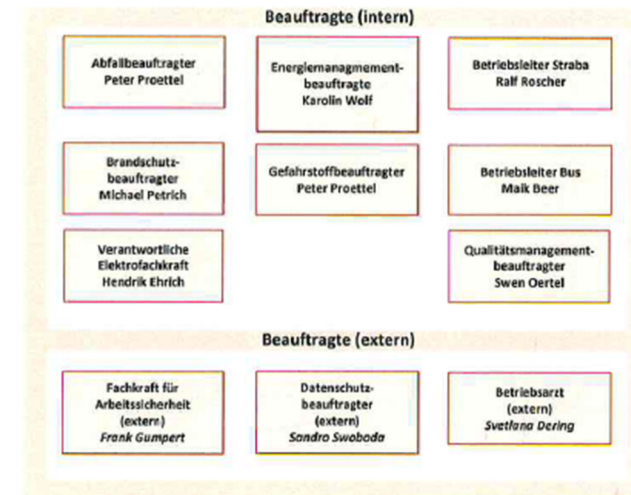 Beauftragte (intern)
Abfallbeauftragter
Peter Proettel
Energiemanagmement-
beauftragte
Karolin Wolf
Betriebsleiter Straba
Ralf Roscher
Brandschutz-
beauftragter
Michael Petrich
Gefahrstoffbeauftragter
Peter Proettel
Betriebsleiter Bus
Maik Beer
Verantwortliche
Elektrofachkraft
Hendrik Ehrich
Qualitätsmanagement-
beauftragter
Swen Oertel
Beauftragte (extern)
Fachkraft für
Arbeitssicherheit
(extern)
Frank Gumpert
Datenschutz-
beauftragter
(extern)
Sandro Swoboda
Betriebsarzt
(extern)
Svetlana Dering